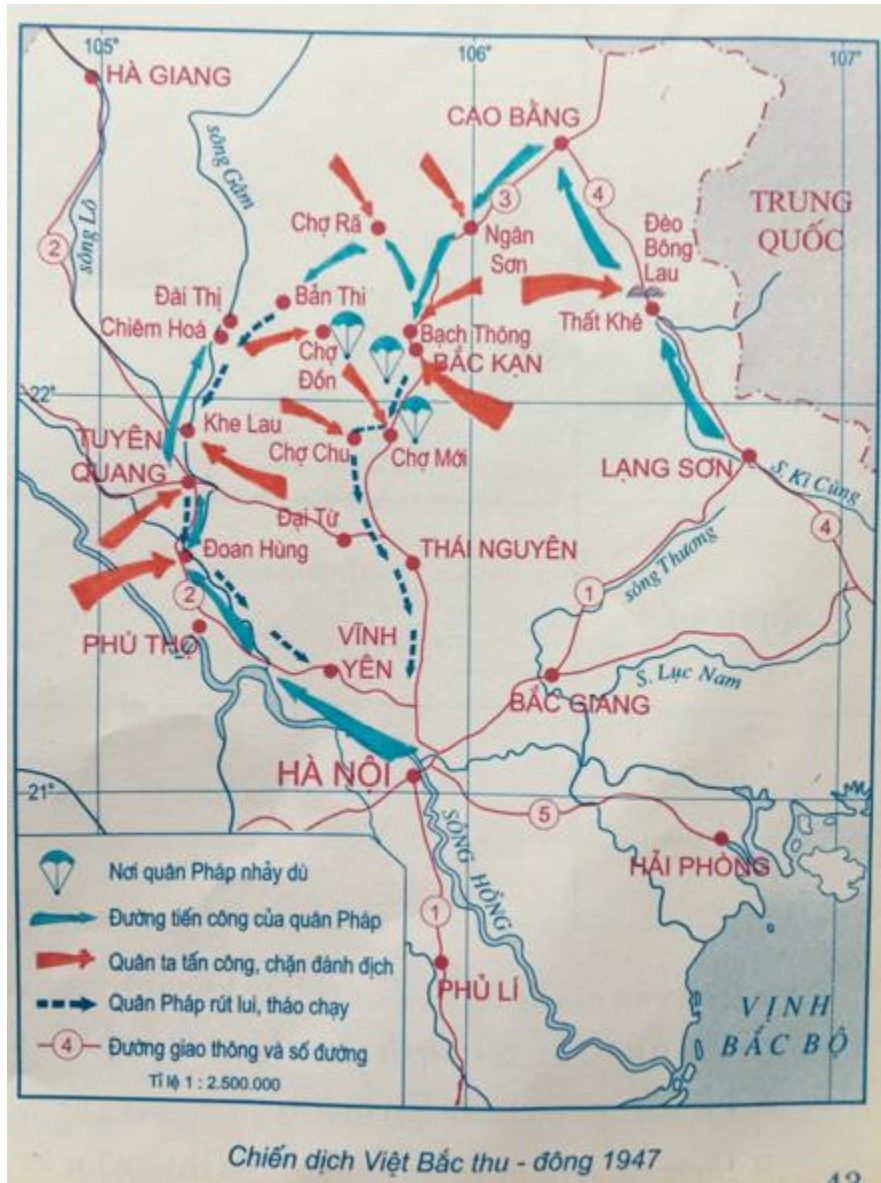 105°
106°
107°
HÀ GIANG
sông Gâm
sông Lô
2
CAO BẰNG
3
4
TRUNG
QUỐC
Chợ Rã
Ngân
Sơn
Đèo
Bông
Lau
Đài Thị
Chiêm Hoá
Bản Thi
Thất Khê
Chợ
Đồn
Bạch Thông
BẮC KẠN
22°
TUYÊN
QUANG
Khe Lau
Chợ Chu
Chợ Mới
LẠNG SƠN
S. Kì Cùng
4
Đại Từ
THÁI NGUYÊN
sông Thương
1
Đoan Hùng
2
PHÚ THỌ
VĨNH
YÊN
S. Lục Nam
BẮC GIANG
HÀ NỘI
21°
SÔNG HỒNG
5
HẢI PHÒNG
1
PHỦ LÍ
VỊNH
BẮC BỘ
Nơi quân Pháp nhảy dù
Đường tiến công của quân Pháp
Quân ta tấn công, chặn đánh địch
Quân Pháp rút lui, tháo chạy
4
Đường giao thông và số đường
Tỉ lệ 1 : 2.500.000
Chiến dịch Việt Bắc thu - đông 1947